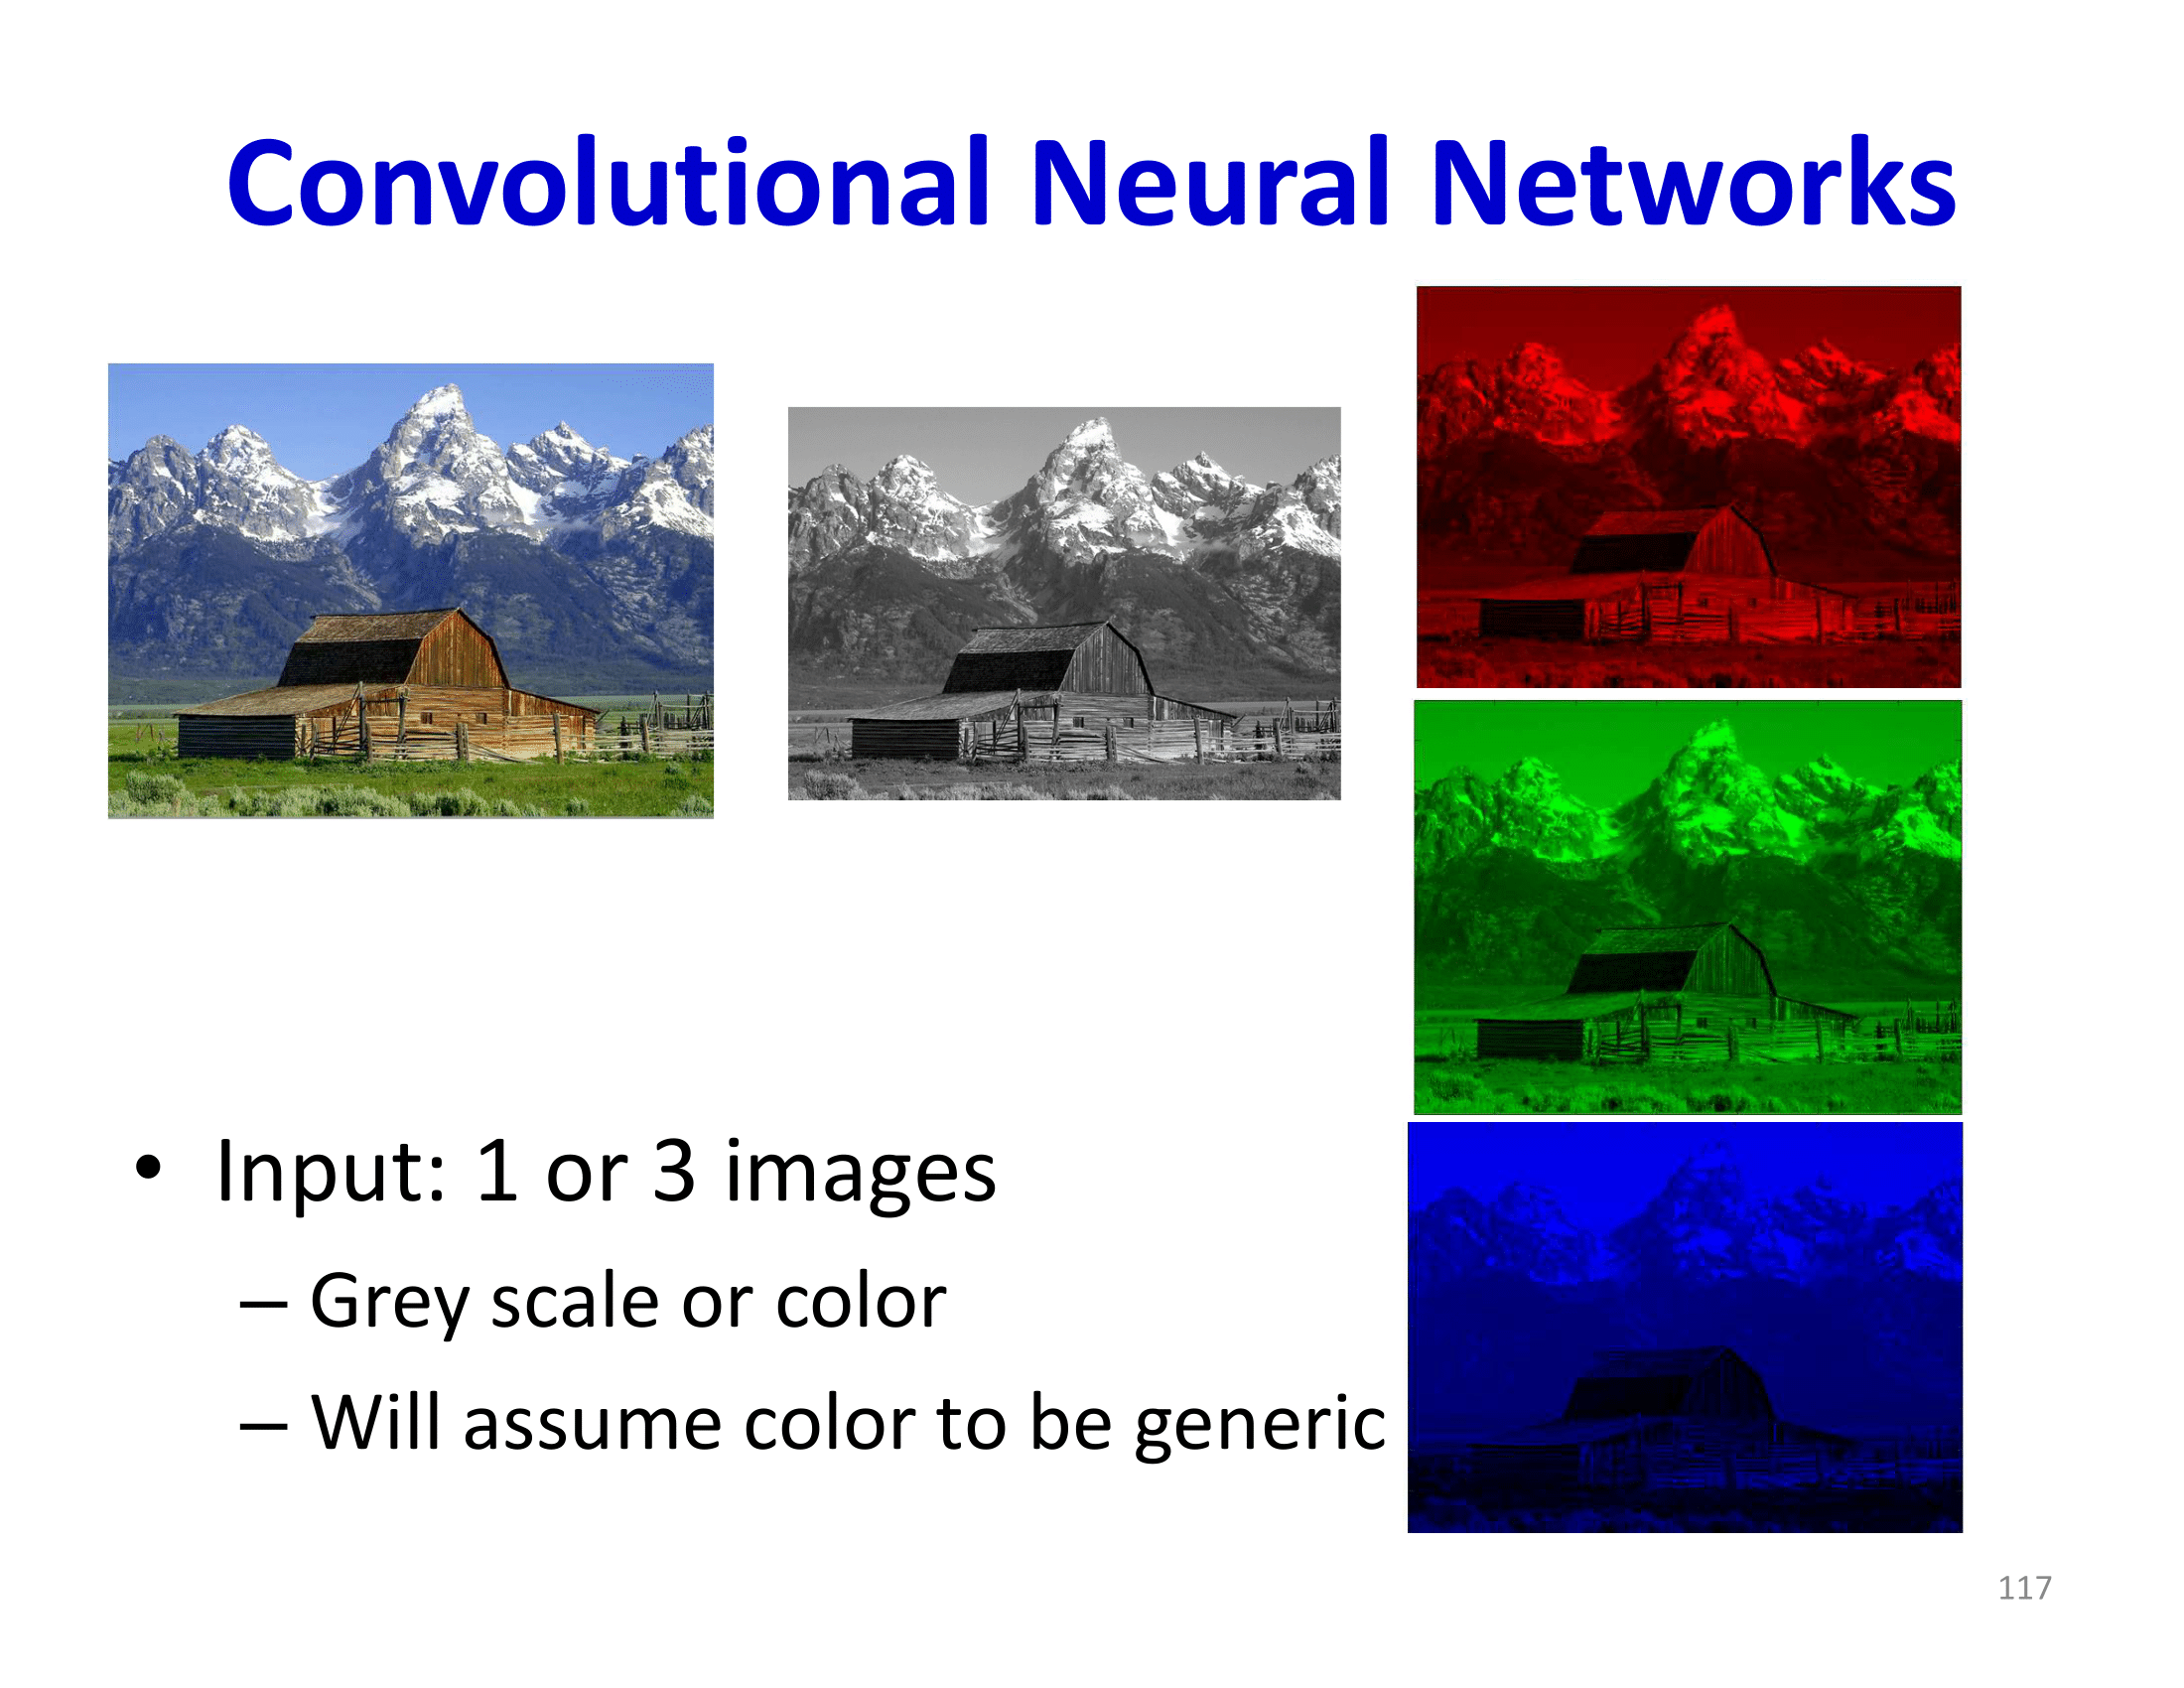 Convolutional Neural Networks
• Input: 1 or 3 images
– Grey scale or color
– Will assume color to be generic
117